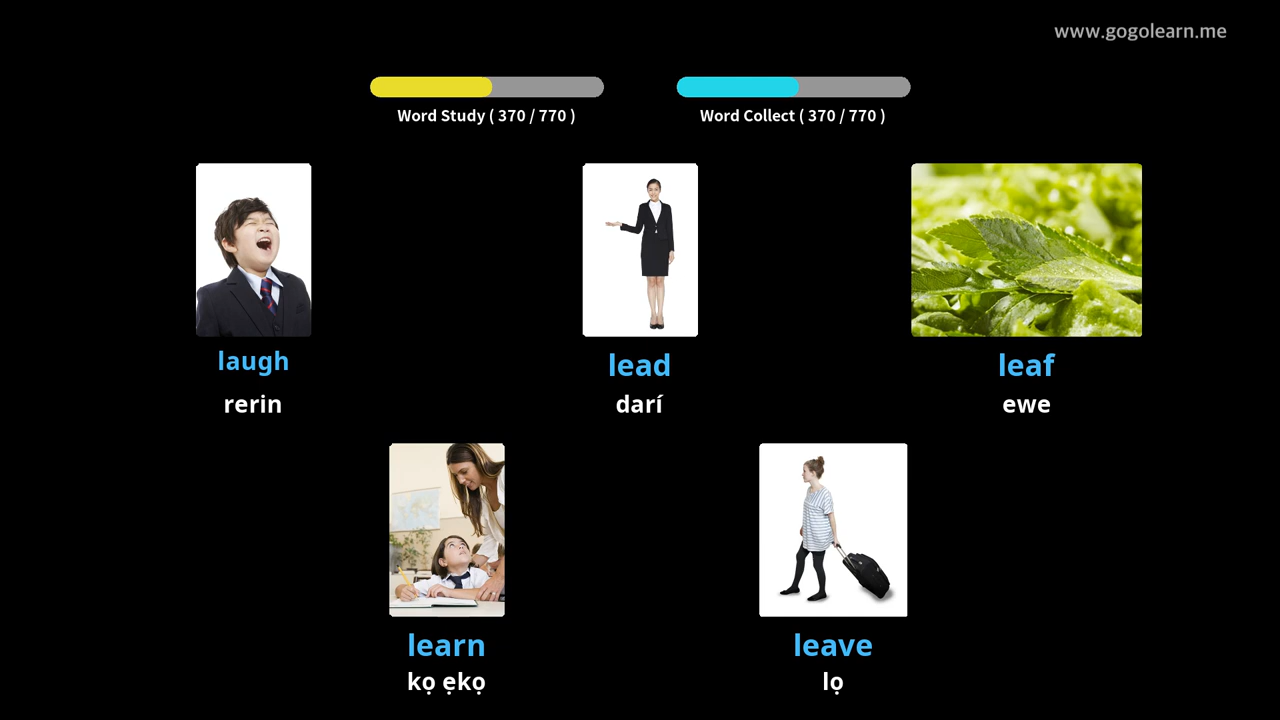 www.gogolearn.me
Word Study ( 370 / 770 )
Word Collect ( 370 / 770 )
laugh
rerin
lead
darí
leaf
ewe
learn
kọ ẹkọ
leave
lọ